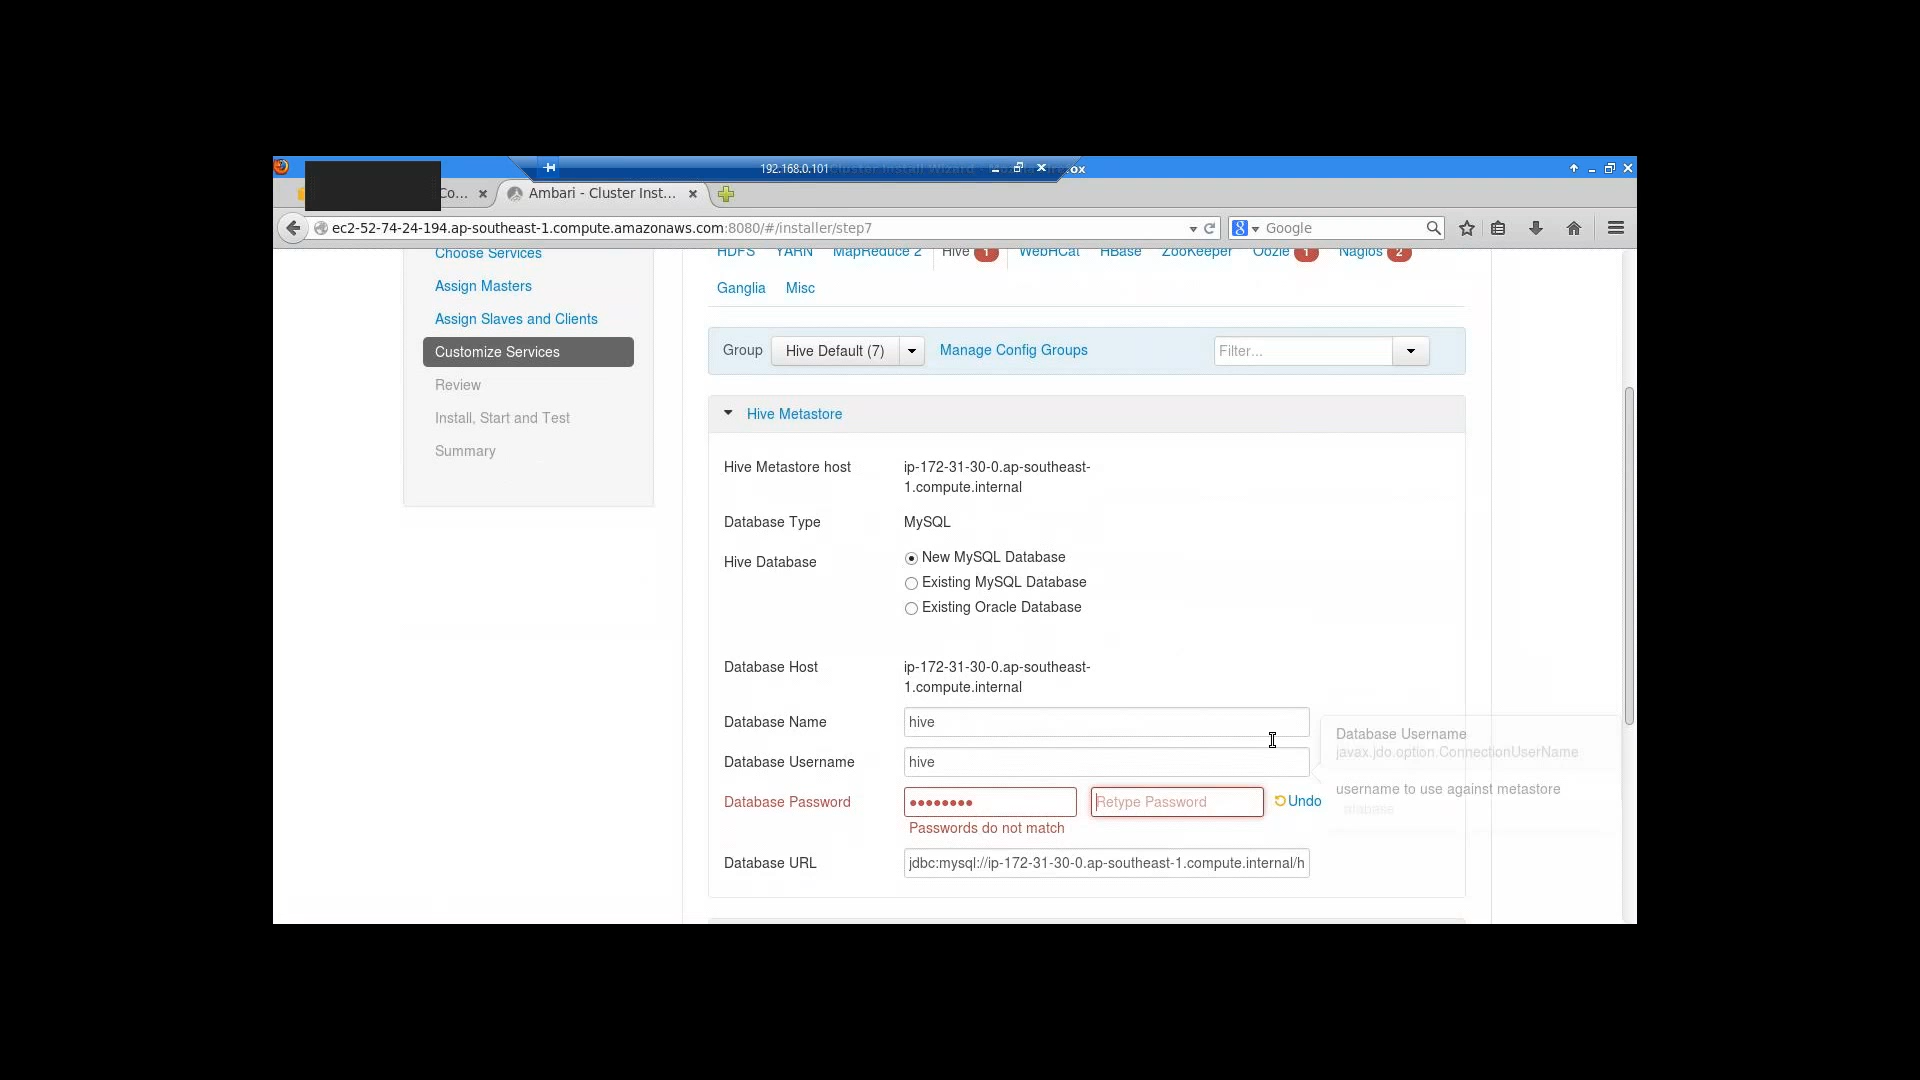 192.168.0.101
ox
Co...
Ambari - Cluster Inst...
ec2-52-74-24-194.ap-southeast-1.compute.amazonaws.com:8080/#/installer/step7
Google
Choose Services
Assign Masters
Assign Slaves and Clients
Customize Services
Review
Install, Start and Test
Summary
HDFS YARN MapReduce 2 Hive 1 WebHCat HBase ZooKeeper Oozie 1 Nagios 2
Ganglia Misc
Group Hive Default (7) Manage Config Groups Filter...
Hive Metastore
Hive Metastore host ip-172-31-30-0.ap-southeast-
1.compute.internal
Database Type MySQL
Hive Database New MySQL Database
Existing MySQL Database
Existing Oracle Database
Database Host ip-172-31-30-0.ap-southeast-
1.compute.internal
Database Name hive
Database Username hive
Database Password ●●●●●●●● Retype Password Undo
Passwords do not match
Database URL jdbc:mysql://ip-172-31-30-0.ap-southeast-1.compute.internal/h
Database Username
javax.jdo.option.ConnectionUserName
username to use against metastore
database